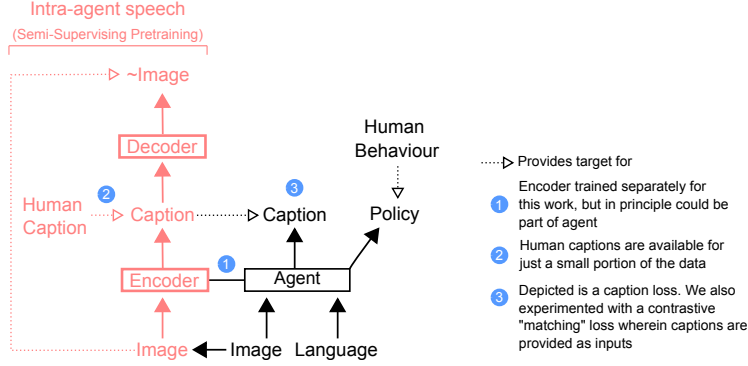 Intra-agent speech
(Semi-Supervising Pretraining)
~Image
Decoder
Human
Behaviour
Human
Caption
2
Caption
3
Caption
Policy
Encoder
1
Agent
Image
Image
Language
Provides target for
1
Encoder trained separately for
this work, but in principle could be
part of agent
2
Human captions are available for
just a small portion of the data
3
Depicted is a caption loss. We also
experimented with a contrastive
"matching" loss wherein captions are
provided as inputs